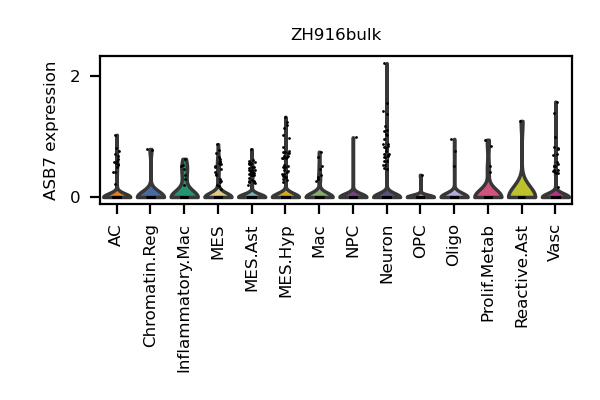 ZH916bulk
ASB7 expression
2
0
AC
Chromatin.Reg
Inflammatory.Mac
MES
MES.Ast
MES.Hyp
Mac
NPC
Neuron
OPC
Oligo
Prolif.Metab
Reactive.Ast
Vasc